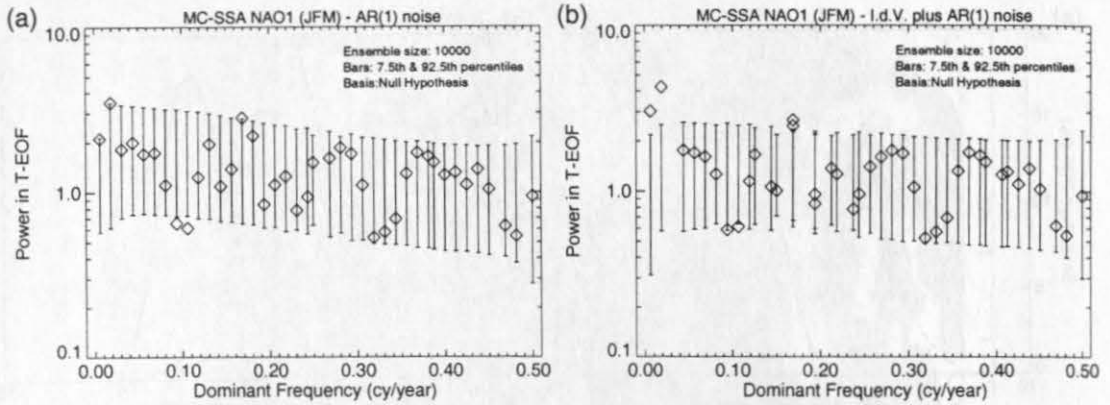 (a)
MC-SSA NAO1 (JFM) - AR(1) noise
Ensemble size: 10000
Bars: 7.5th & 92.5th percentiles
Basis:Null Hypothesis
Power in T-EOF
10.0
1.0
0.1
0.00 0.10 0.20 0.30 0.40 0.50
Dominant Frequency (cy/year)
(b)
MC-SSA NAO1 (JFM) - I.d.V. plus AR(1) noise
Ensemble size: 10000
Bars: 7.5th & 92.5th percentiles
Basis:Null Hypothesis
Power in T-EOF
10.0
1.0
0.1
0.00 0.10 0.20 0.30 0.40 0.50
Dominant Frequency (cy/year)